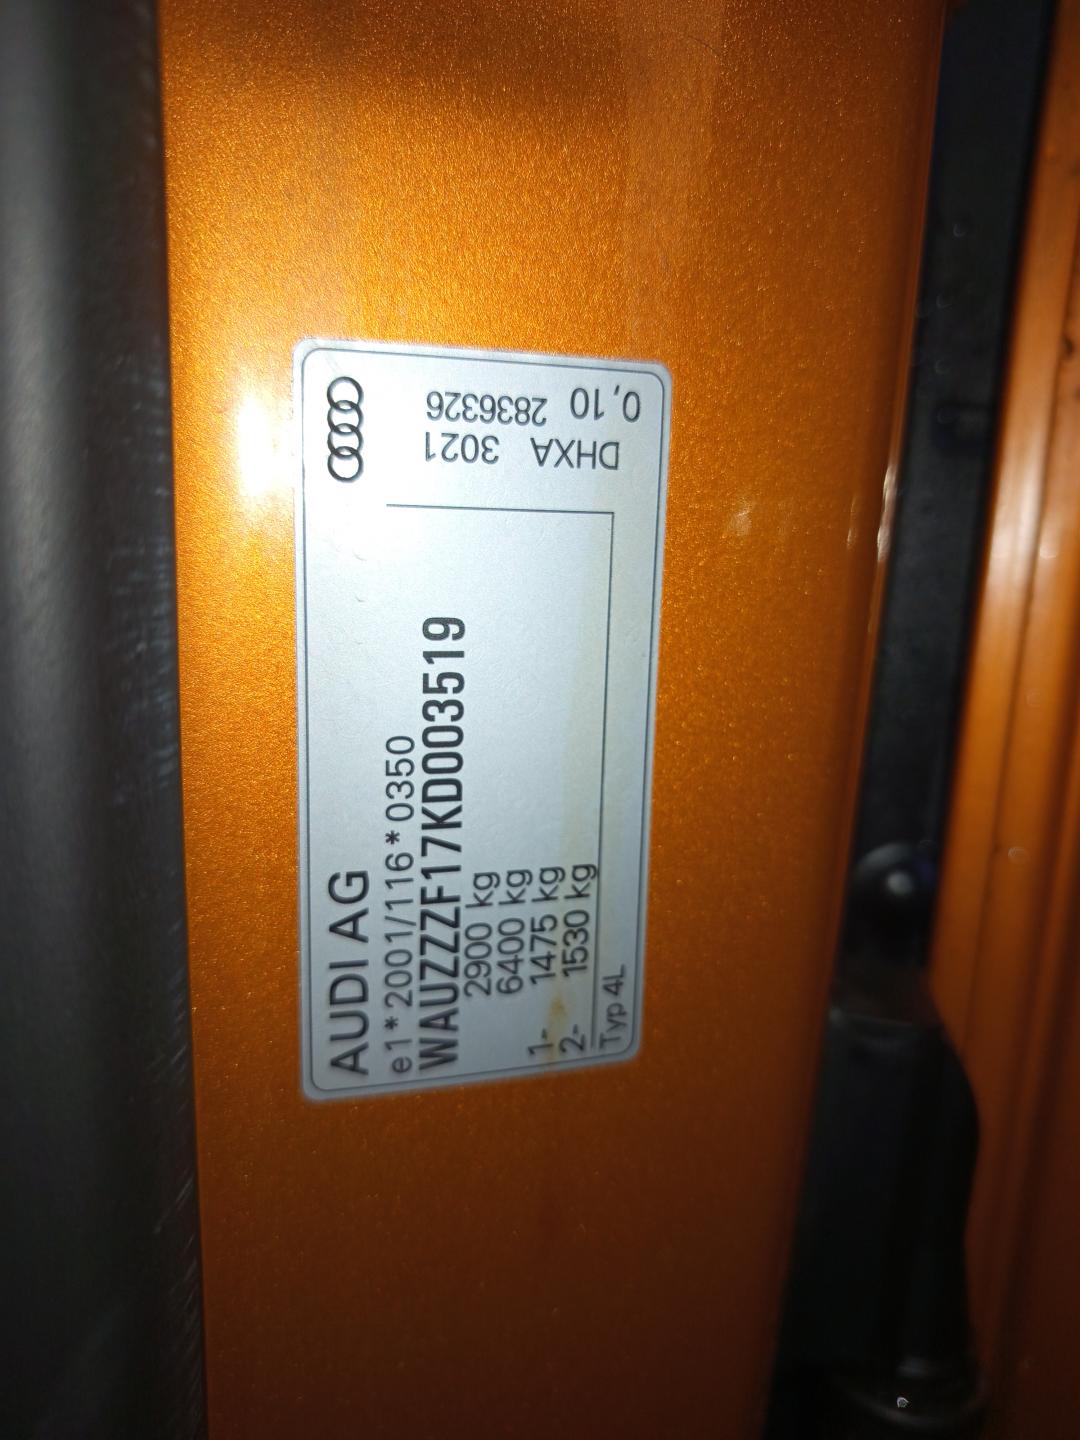 AUDI AG
e1*2001/116*0350
WAUZZZF17KD003519
2900 kg
6400 kg
1- 1475 kg
2- 1530 kg
Typ 4L
DHXA 3021
0,10 2836326